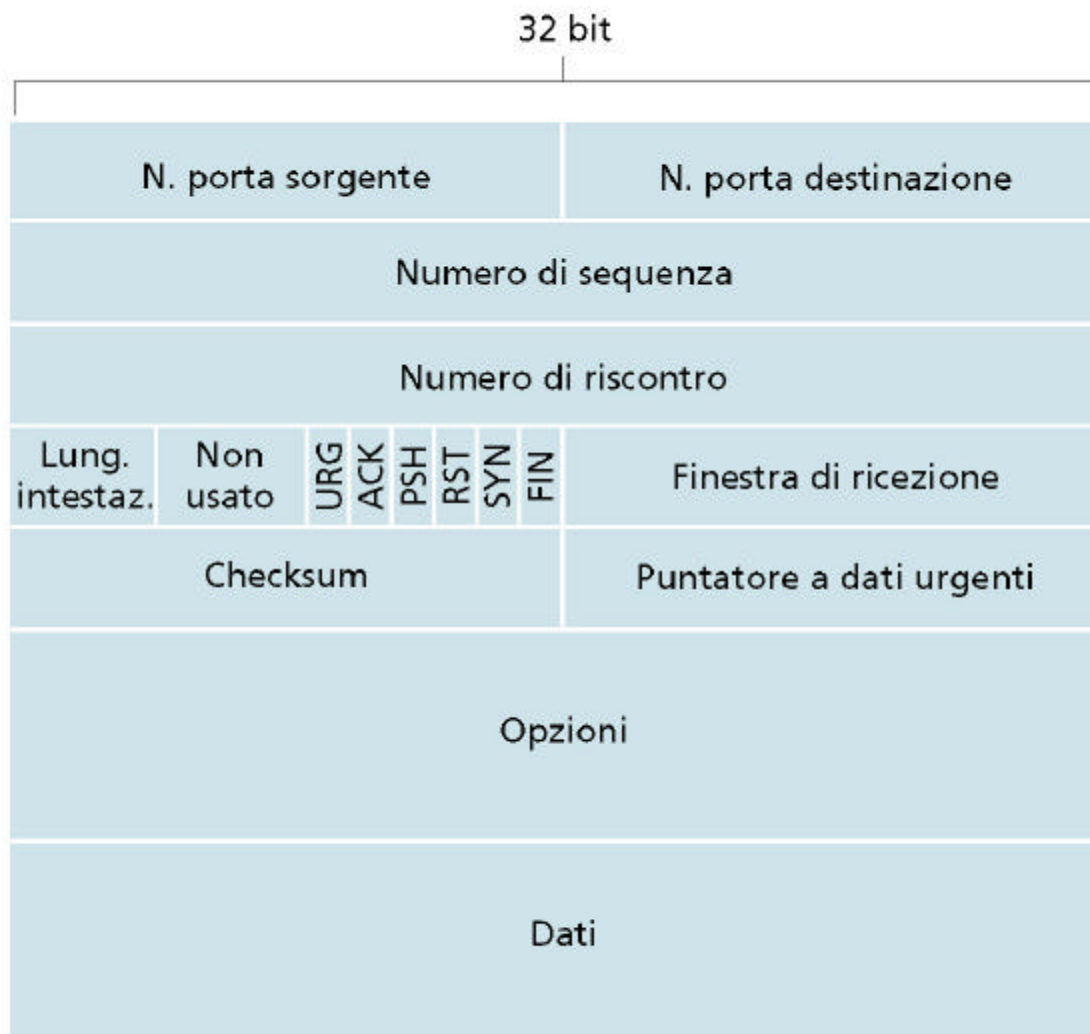 32 bit
N. porta sorgente
N. porta destinazione
Numero di sequenza
Numero di riscontro
Lung.
intestaz.
Non
usato
URG
ACK
PSH
RST
SYN
FIN
Finestra di ricezione
Checksum
Puntatore a dati urgenti
Opzioni
Dati